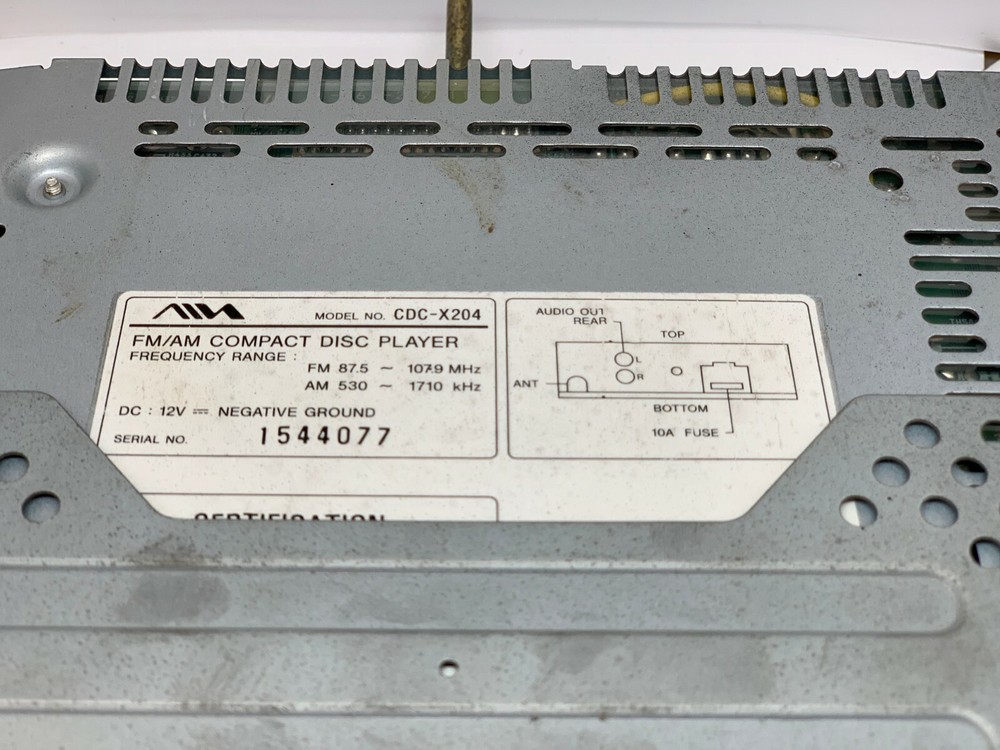 AIWA MODEL NO. CDC-X204
FM/AM COMPACT DISC PLAYER
FREQUENCY RANGE :
FM 87.5 ~ 107.9 MHz
AM 530 ~ 1710 kHz
DC : 12V ⎓ NEGATIVE GROUND
SERIAL NO. 1544077
CERTIFICATION
AUDIO OUT
REAR
TOP
L
R
ANT
BOTTOM
10A FUSE